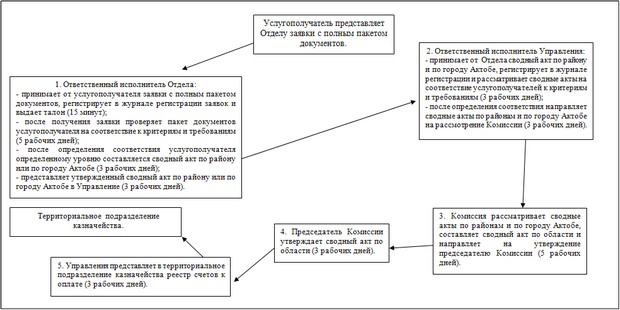 Услугополучатель представляет
Отделу заявки с полным пакетом
документов.
1. Ответственный исполнитель Отдела:
- принимает от услугополучателя заявки с полным пакетом
документов, регистрирует в журнале регистрации заявок и
выдает талон (15 минут);
- после получения заявки проверяет пакет документов
услугополучателя на соответствие к критериям и требованиям
(5 рабочих дней);
- после определения соответствия услугополучателя
определенному уровню составляется сводный акт по району
или по городу Актобе (3 рабочих дней);
- представляет утвержденный сводный акт по району или по
городу Актобе в Управление (3 рабочих дней).
2. Ответственный исполнитель Управления:
- принимает от Отдела сводный акт по району
и по городу Актобе, регистрирует в журнале
регистрации и рассматривает сводные акты на
соответствие услугополучателей к критериям
и требованиям (3 рабочих дней);
- после определения соответствия направляет
сводные акты по районам и по городу Актобе
на рассмотрение Комиссии (3 рабочих дней).
3. Комиссия рассматривает сводные
акты по районам и по городу Актобе,
составляет сводный акт по области и
направляет на утверждение
председателю Комиссии (5 рабочих
дней).
4. Председатель Комиссии
утверждает сводный акт по
области (3 рабочих дней).
5. Управления представляет в территориальное
подразделение казначейства реестр счетов к
оплате (3 рабочих дней).
Территориальное подразделение
казначейства.